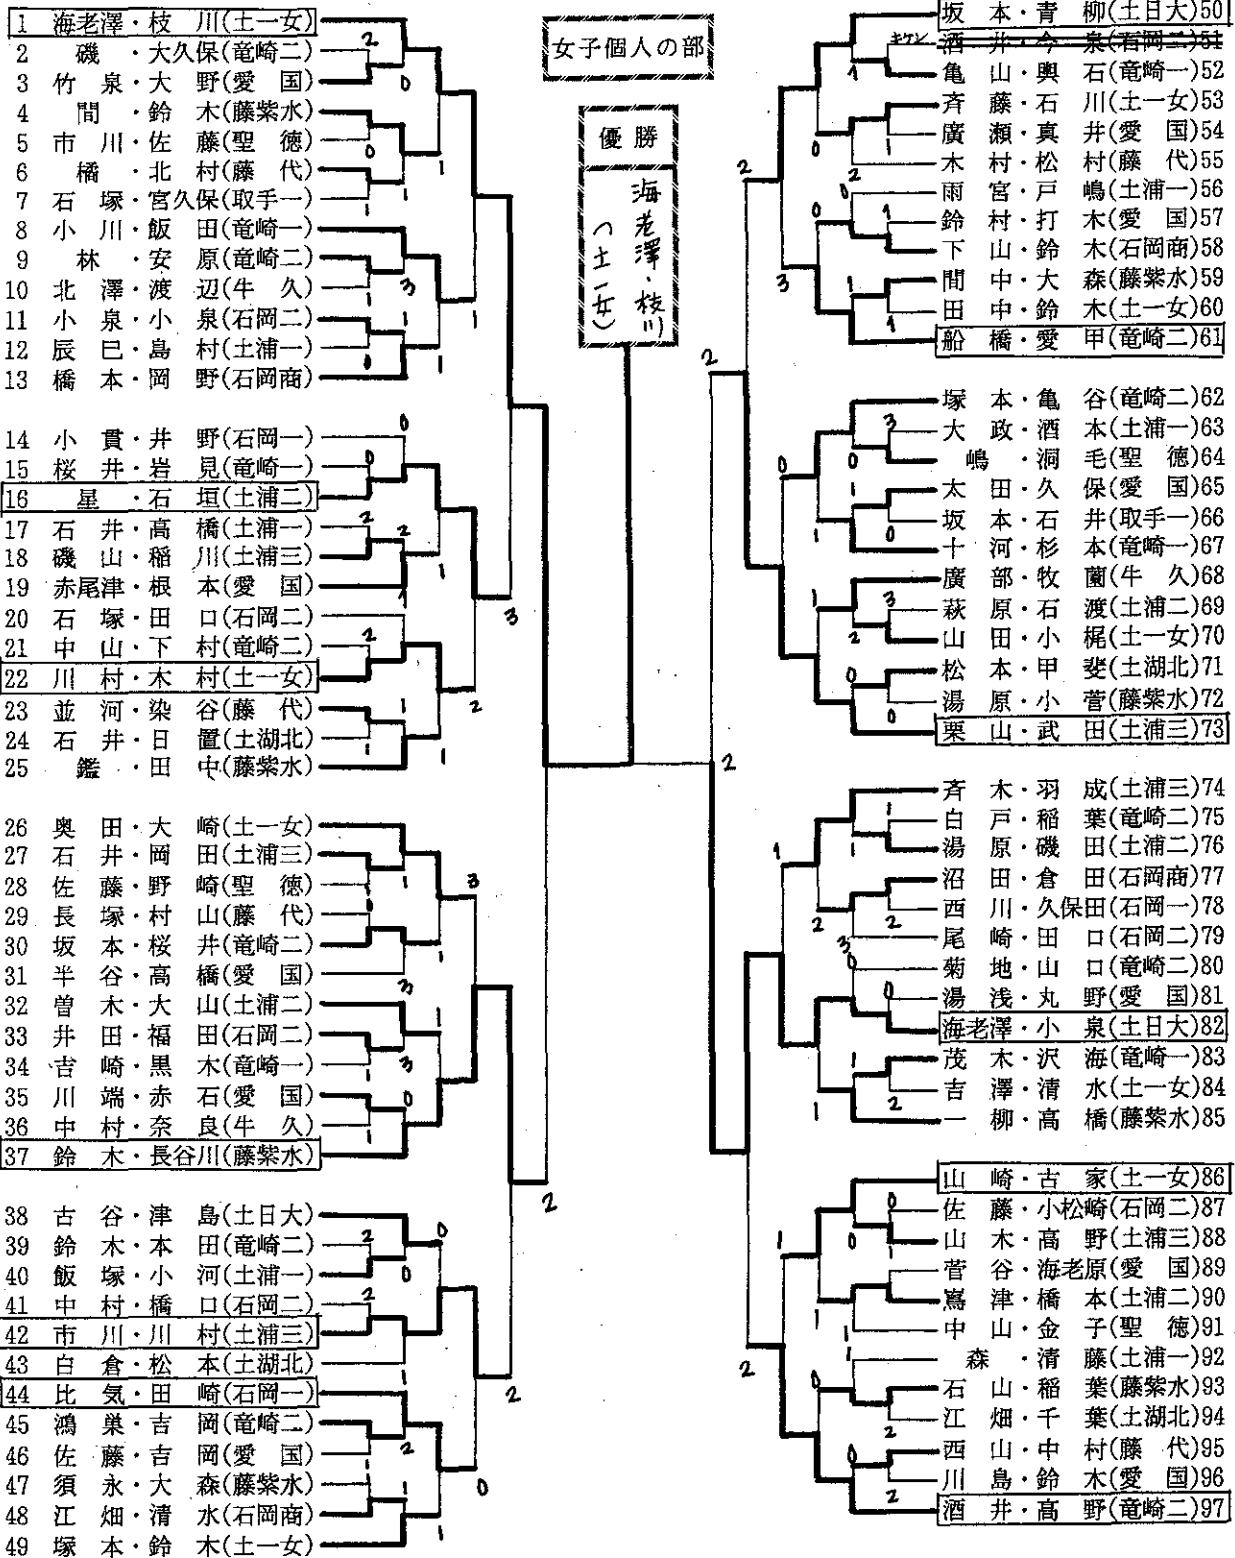 女子個人の部
優勝
海老澤・枝川
(土一女)
1 海老澤・枝 川(土一女)
2 磯 ・大久保(竜崎二)
3 竹 泉・大 野(愛 国)
4 間 ・鈴 木(藤紫水)
5 市 川・佐 藤(聖 徳)
6 橘 ・北 村(藤 代)
7 石 塚・宮久保(取手一)
8 小 川・飯 田(竜崎一)
9 林 ・安 原(竜崎二)
10 北 澤・渡 辺(牛 久)
11 小 泉・小 泉(石岡二)
12 辰 巳・島 村(土浦一)
13 橋 本・岡 野(石岡商)
14 小 貫・井 野(石岡一)
15 桜 井・岩 見(竜崎一)
16 星 ・石 垣(土浦二)
17 石 井・高 橋(土浦一)
18 磯 山・稲 川(土浦三)
19 赤尾津・根 本(愛 国)
20 石 塚・田 口(石岡二)
21 中 山・下 村(竜崎二)
22 川 村・木 村(土一女)
23 並 河・染 谷(藤 代)
24 石 井・日 置(土湖北)
25 鑑 ・田 中(藤紫水)
26 奥 田・大 崎(土一女)
27 石 井・岡 田(土浦三)
28 佐 藤・野 崎(聖 徳)
29 長 塚・村 山(藤 代)
30 坂 本・桜 井(竜崎二)
31 半 谷・高 橋(愛 国)
32 曽 木・大 山(土浦二)
33 井 田・福 田(石岡二)
34 吉 崎・黒 木(竜崎一)
35 川 端・赤 石(愛 国)
36 中 村・奈 良(牛 久)
37 鈴 木・長谷川(藤紫水)
38 古 谷・津 島(土日大)
39 鈴 木・本 田(竜崎二)
40 飯 塚・小 河(土浦一)
41 中 村・橋 口(石岡二)
42 市 川・川 村(土浦三)
43 白 倉・松 本(土湖北)
44 比 気・田 崎(石岡一)
45 鴻 巣・吉 岡(竜崎二)
46 佐 藤・吉 岡(愛 国)
47 須 永・大 森(藤紫水)
48 江 畑・清 水(石岡商)
49 塚 本・鈴 木(土一女)
坂 本・青 柳(土日大)50
キケン 酒 井・今 泉(石岡二)51
亀 山・興 石(竜崎一)52
斉 藤・石 川(土一女)53
廣 瀬・真 井(愛 国)54
木 村・松 村(藤 代)55
雨 宮・戸 嶋(土浦一)56
鈴 村・打 木(愛 国)57
下 山・鈴 木(石岡商)58
間 中・大 森(藤紫水)59
田 中・鈴 木(土一女)60
船 橋・愛 甲(竜崎二)61
塚 本・亀 谷(竜崎二)62
大 政・酒 本(土浦一)63
嶋 ・洞 毛(聖 徳)64
太 田・久 保(愛 国)65
坂 本・石 井(取手一)66
十 河・杉 本(竜崎一)67
廣 部・牧 薗(牛 久)68
萩 原・石 渡(土浦二)69
山 田・小 梶(土一女)70
松 本・甲 斐(土湖北)71
湯 原・小 菅(藤紫水)72
栗 山・武 田(土浦三)73
斉 木・羽 成(土浦三)74
白 戸・稲 葉(竜崎二)75
湯 原・磯 田(土浦二)76
沼 田・倉 田(石岡商)77
西 川・久保田(石岡一)78
尾 崎・田 口(石岡二)79
菊 地・山 口(竜崎二)80
湯 浅・丸 野(愛 国)81
海老澤・小 泉(土日大)82
茂 木・沢 海(竜崎一)83
吉 澤・清 水(土一女)84
一 柳・高 橋(藤紫水)85
山 崎・古 家(土一女)86
佐 藤・小松崎(石岡二)87
山 木・高 野(土浦三)88
菅 谷・海老原(愛 国)89
嶌 津・橋 本(土浦二)90
中 山・金 子(聖 徳)91
森 ・清 藤(土浦一)92
石 山・稲 葉(藤紫水)93
江 畑・千 葉(土湖北)94
西 山・中 村(藤 代)95
川 島・鈴 木(愛 国)96
酒 井・高 野(竜崎二)97